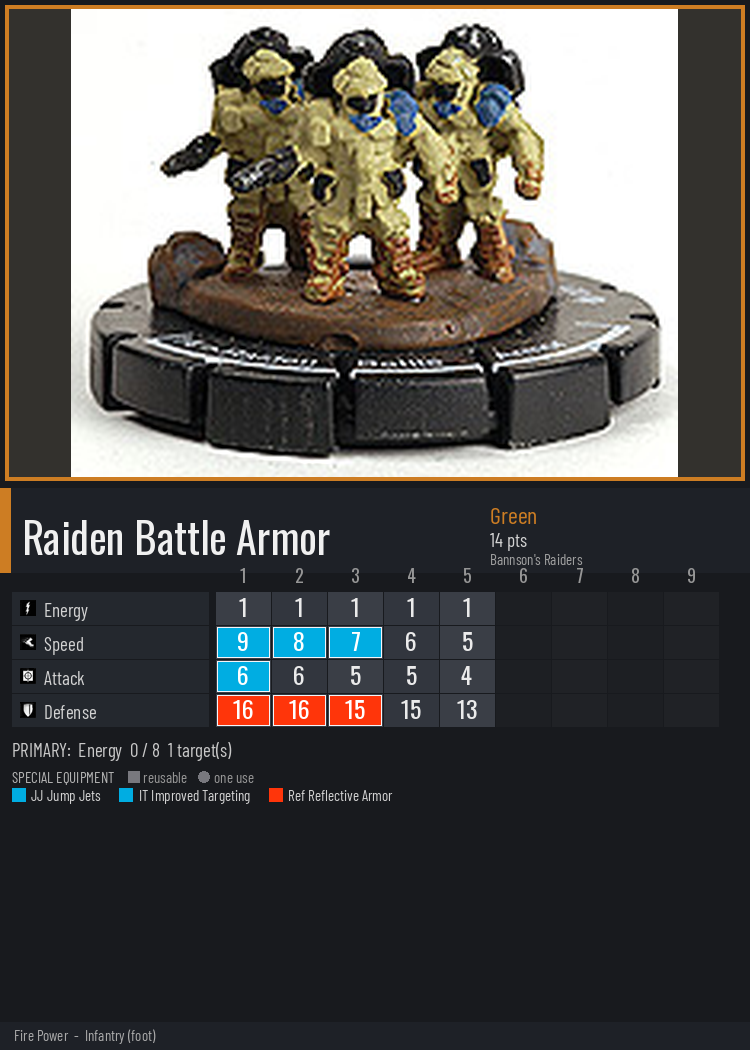 Raiden Battle Armor
Green
14 pts
Bannson's Raiders
1 2 3 4 5 6 7 8 9
Energy 1 1 1 1 1
Speed 9 8 7 6 5
Attack 6 6 5 5 4
Defense 16 16 15 15 13
PRIMARY: Energy 0 / 8 1 target(s)
SPECIAL EQUIPMENT reusable one use
JJ Jump Jets IT Improved Targeting Ref Reflective Armor
Fire Power - Infantry (foot)